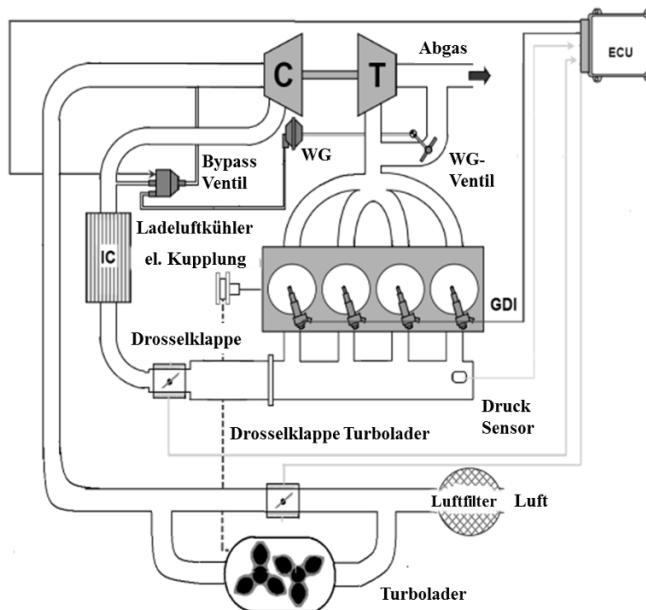 Abgas
ECU
C
T
Bypass
Ventil
WG
WG-
Ventil
Ladeluftkühler
el. Kupplung
IC
GDI
Drosselklappe
Druck
Sensor
Drosselklappe Turbolader
Luftfilter
Luft
Turbolader